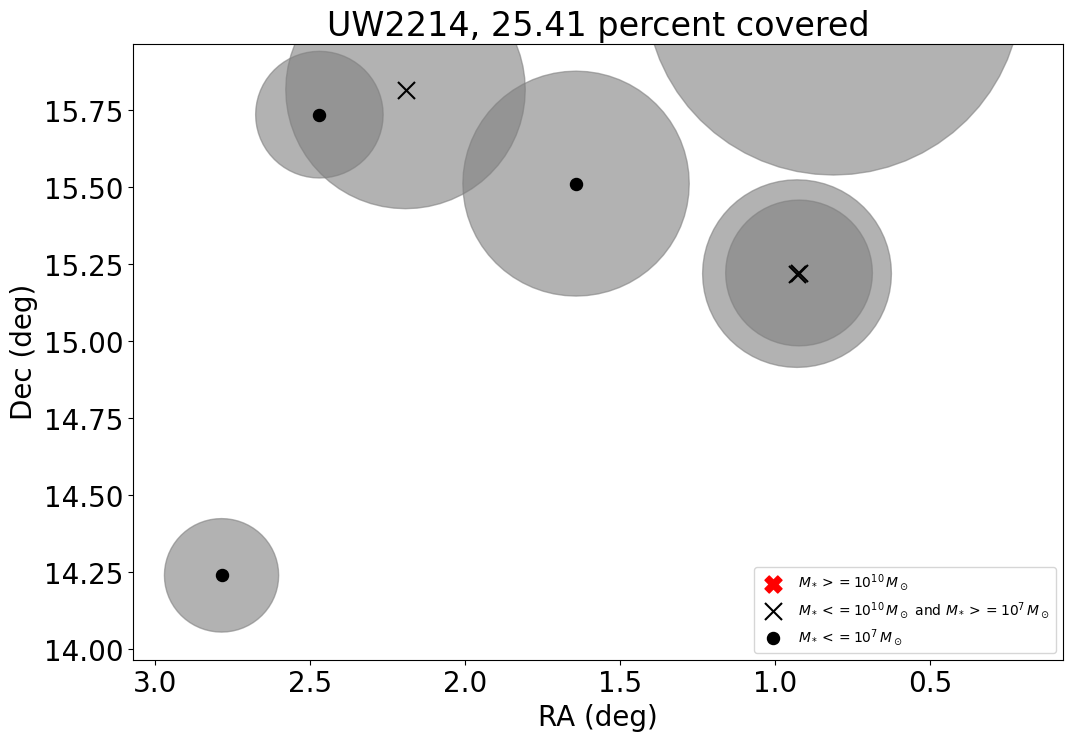 UW2214, 25.41 percent covered
15.75
15.50
15.25
15.00
14.75
14.50
14.25
14.00
Dec (deg)
3.0 2.5 2.0 1.5 1.0 0.5
RA (deg)
M* >= 10^10 M⊙
M* <= 10^10 M⊙ and M* >= 10^7 M⊙
M* <= 10^7 M⊙